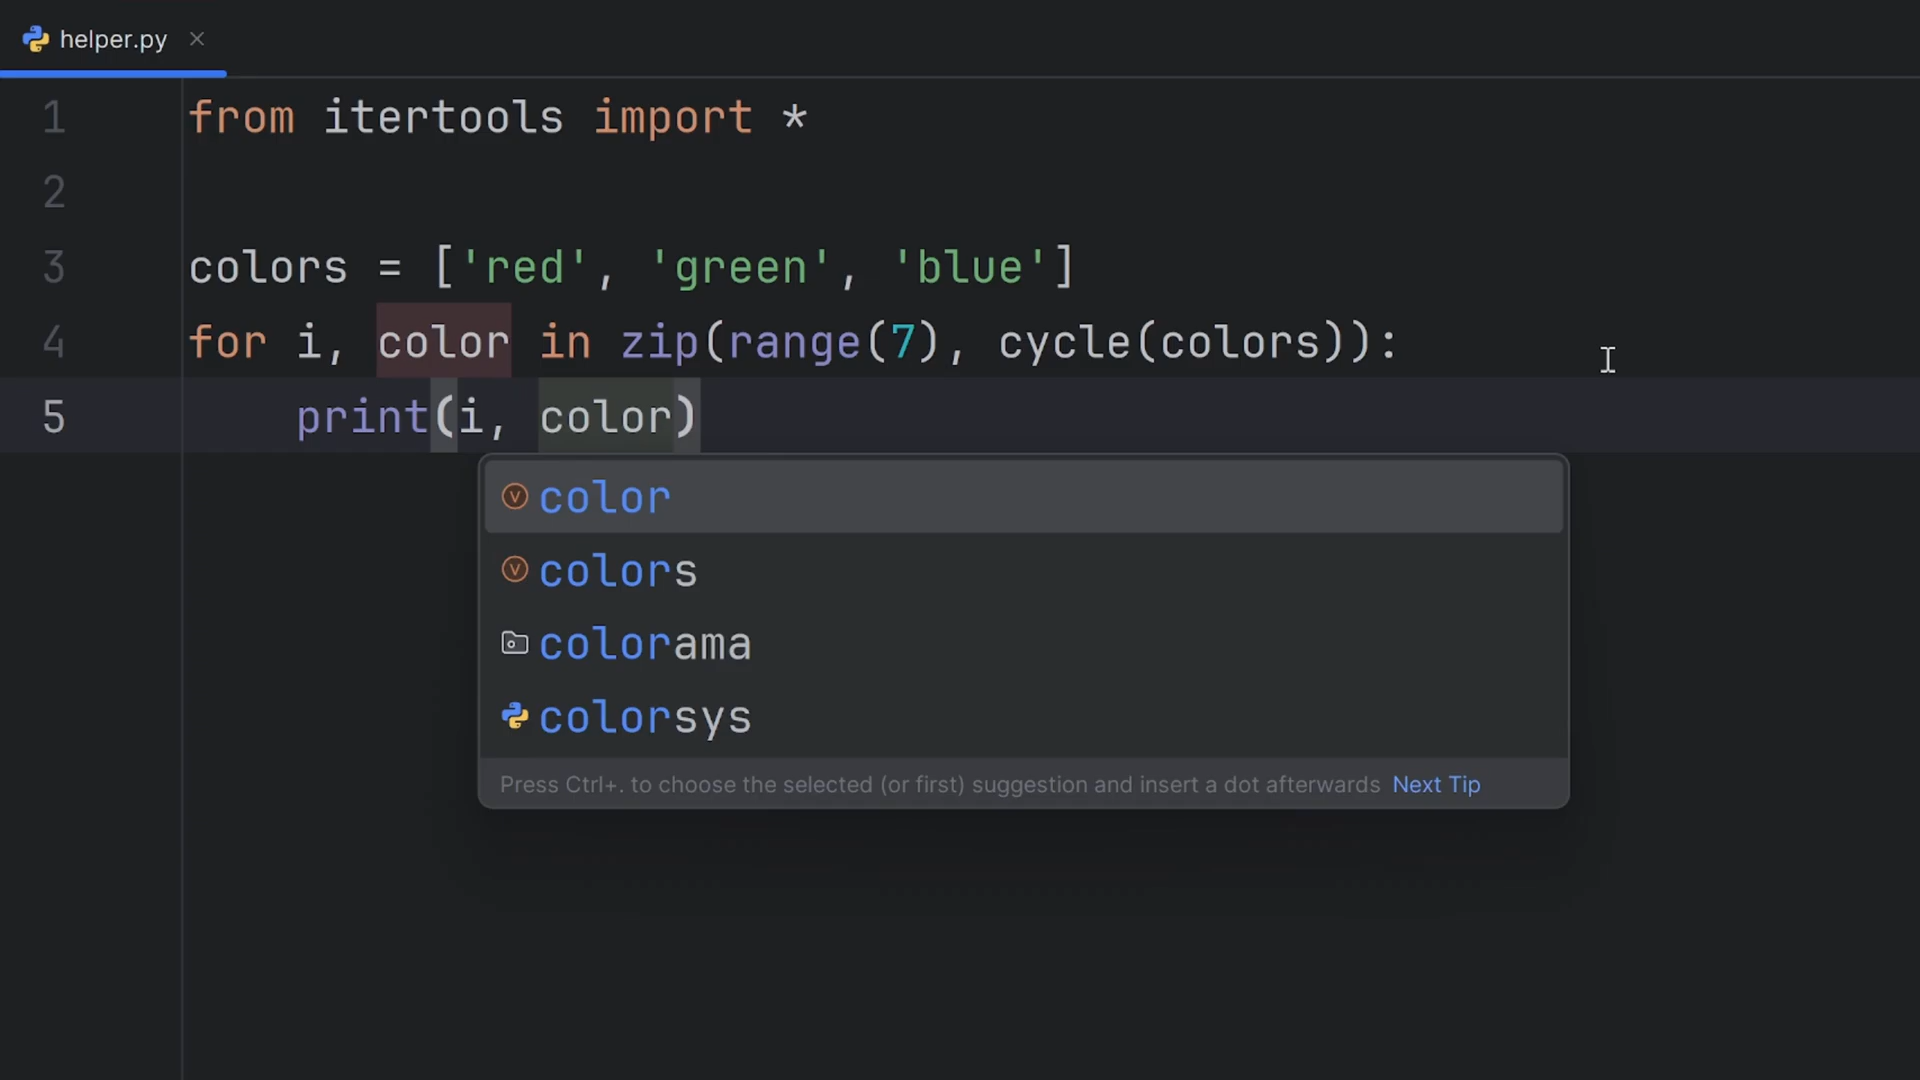 helper.py
1 from itertools import *
2
3 colors = ['red', 'green', 'blue']
4 for i, color in zip(range(7), cycle(colors)):
5     print(i, color)
color
colors
colorama
colorsys
Press Ctrl+. to choose the selected (or first) suggestion and insert a dot afterwards Next Tip